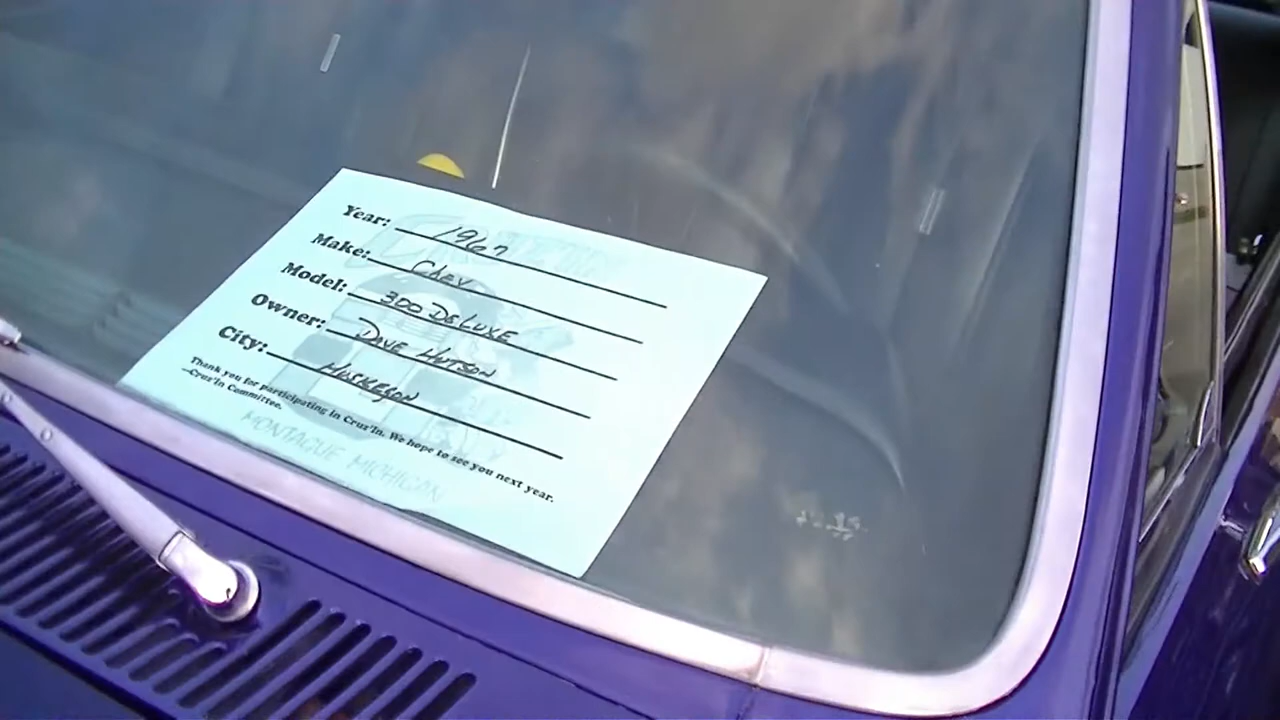 Year: 1967
Make: CHEV
Model: 300 DELUXE
Owner: DAVE HUTSON
City: MUSKEGON
Thank you for participating in Cruz'In. We hope to see you next year.
-Cruz'In Committee.
MONTAGUE MICHIGAN